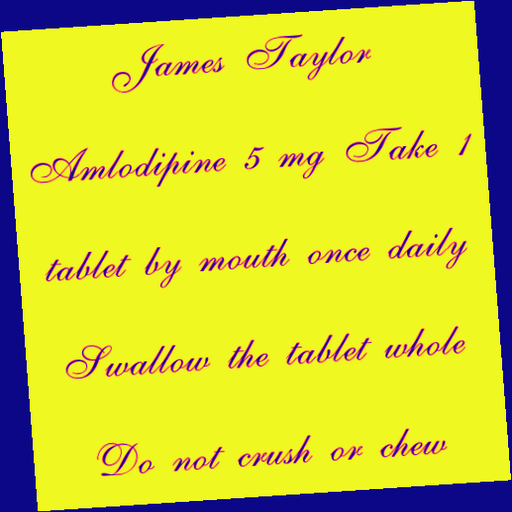 James Taylor
Amlodipine 5 mg Take 1
tablet by mouth once daily
Swallow the tablet whole
Do not crush or chew